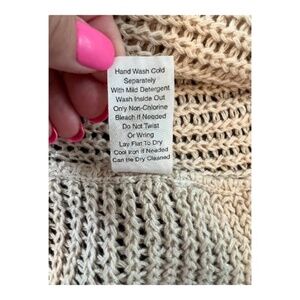 Hand Wash Cold
Separately
With Mild Detergent
Wash Inside Out
Only Non-Chlorine
Bleach If Needed
Do Not Twist
Or Wring
Lay Flat To Dry
Cool Iron If Needed
Can Be Dry Cleaned